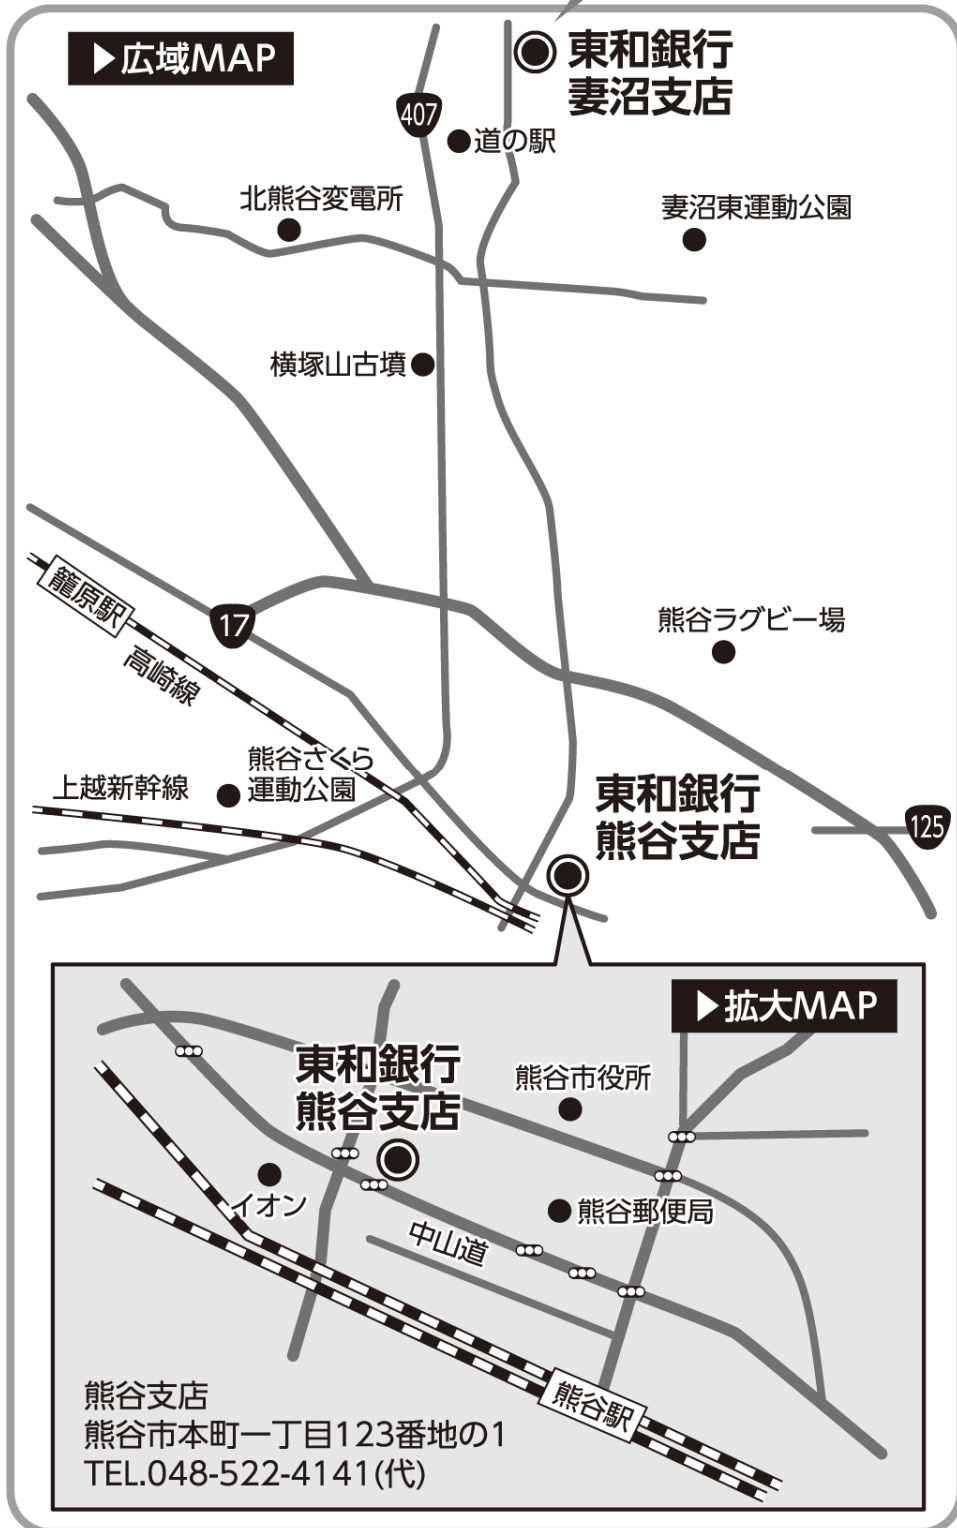 ▶広域MAP
東和銀行
妻沼支店
407
道の駅
北熊谷変電所
妻沼東運動公園
横塚山古墳
籠原駅
17
高崎線
熊谷ラグビー場
熊谷さくら
運動公園
上越新幹線
東和銀行
熊谷支店
125
▶拡大MAP
東和銀行
熊谷支店
熊谷市役所
イオン
熊谷郵便局
中山道
熊谷駅
熊谷支店
熊谷市本町一丁目123番地の1
TEL.048-522-4141(代)